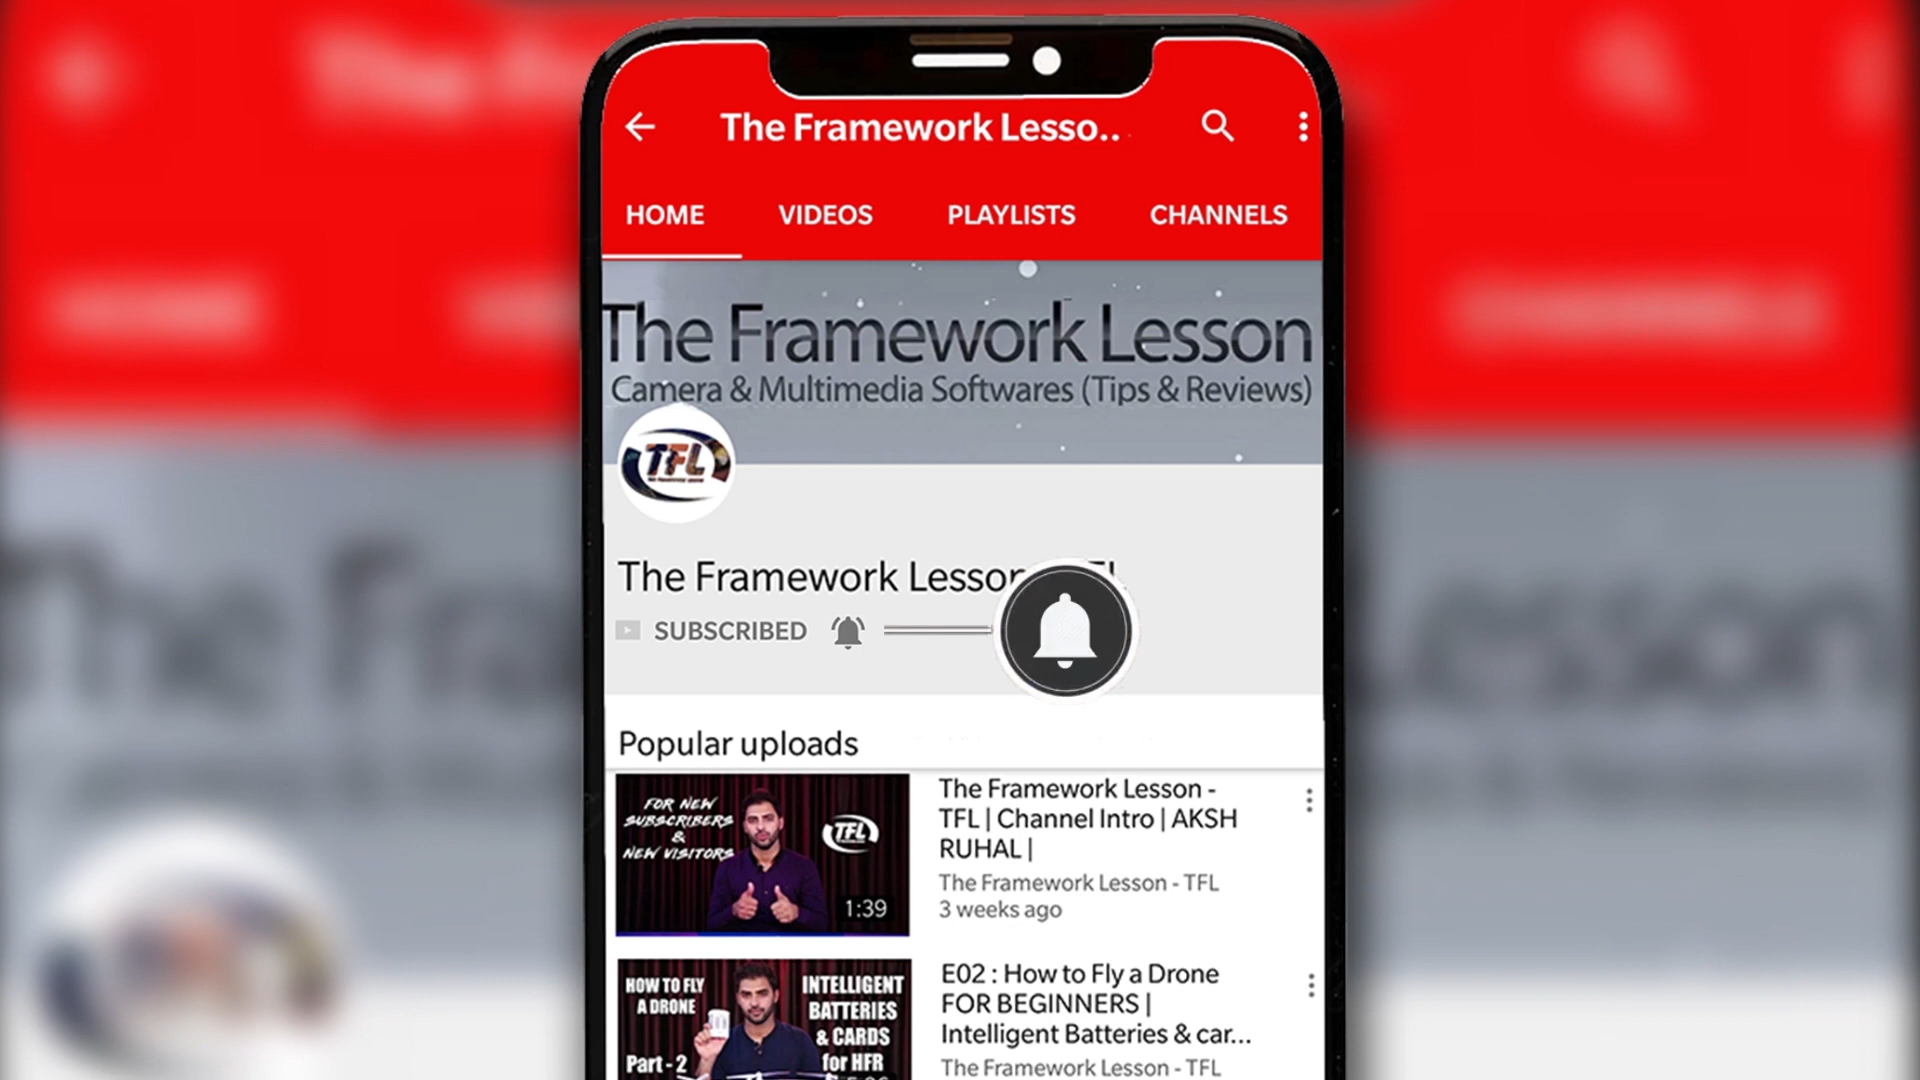 The Framework Lesso..
HOME VIDEOS PLAYLISTS CHANNELS
The Framework Lesson
Camera & Multimedia Softwares (Tips & Reviews)
TFL
The Framework Lesson
SUBSCRIBED
Popular uploads
FOR NEW
SUBSCRIBERS
&
NEW VISITORS
TFL
1:39
The Framework Lesson -
TFL | Channel Intro | AKSH
RUHAL |
The Framework Lesson - TFL
3 weeks ago
HOW TO FLY
A DRONE
Part - 2
INTELLIGENT
BATTERIES
& CARDS
for HFR
E02 : How to Fly a Drone
FOR BEGINNERS |
Intelligent Batteries & car...
The Framework Lesson - TFL